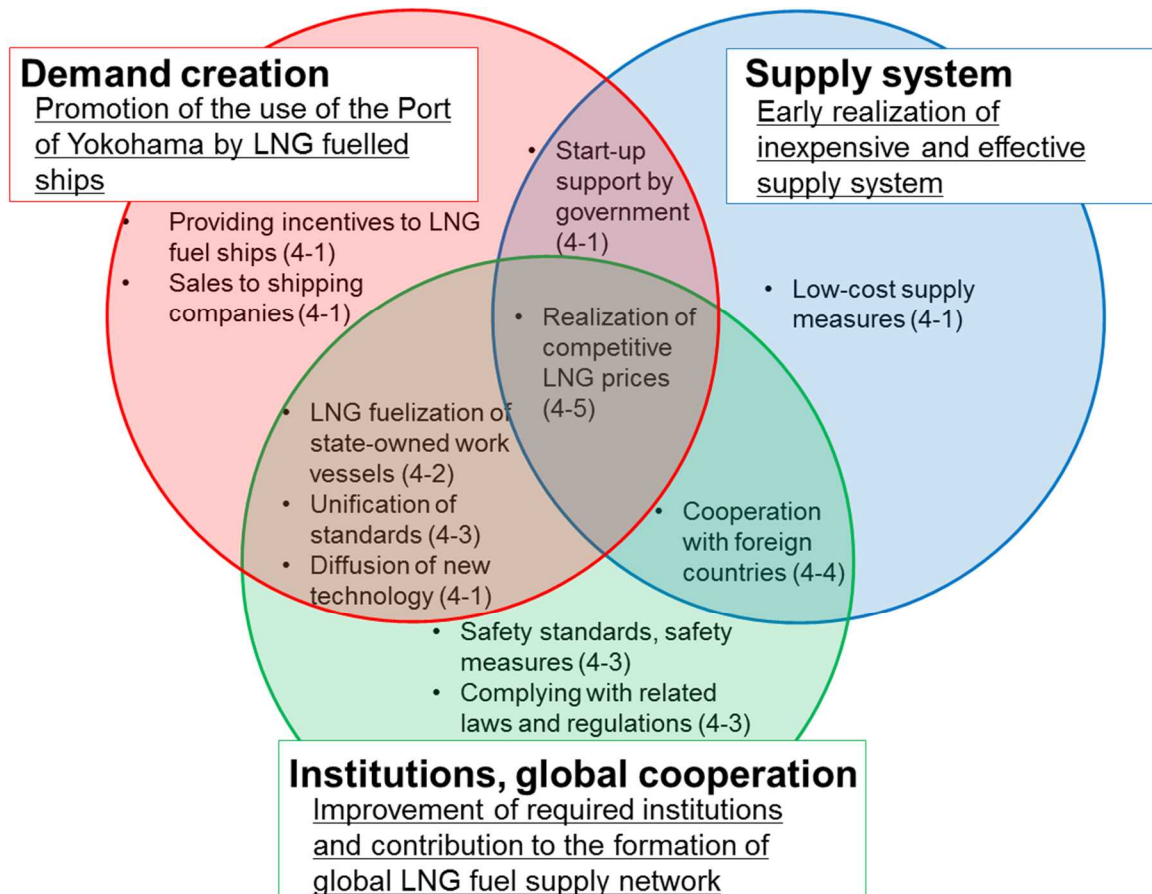 Demand creation
Promotion of the use of the Port
of Yokohama by LNG fuelled
ships
Supply system
Early realization of
inexpensive and effective
supply system
• Start-up
support by
government
(4-1)
• Providing incentives to LNG
fuel ships (4-1)
• Sales to shipping
companies (4-1)
• Low-cost supply
measures (4-1)
• Realization of
competitive
LNG prices
(4-5)
• LNG fuelization of
state-owned work
vessels (4-2)
• Unification of
standards (4-3)
• Diffusion of new
technology (4-1)
• Cooperation
with foreign
countries (4-4)
• Safety standards, safety
measures (4-3)
• Complying with related
laws and regulations (4-3)
Institutions, global cooperation
Improvement of required institutions
and contribution to the formation of
global LNG fuel supply network